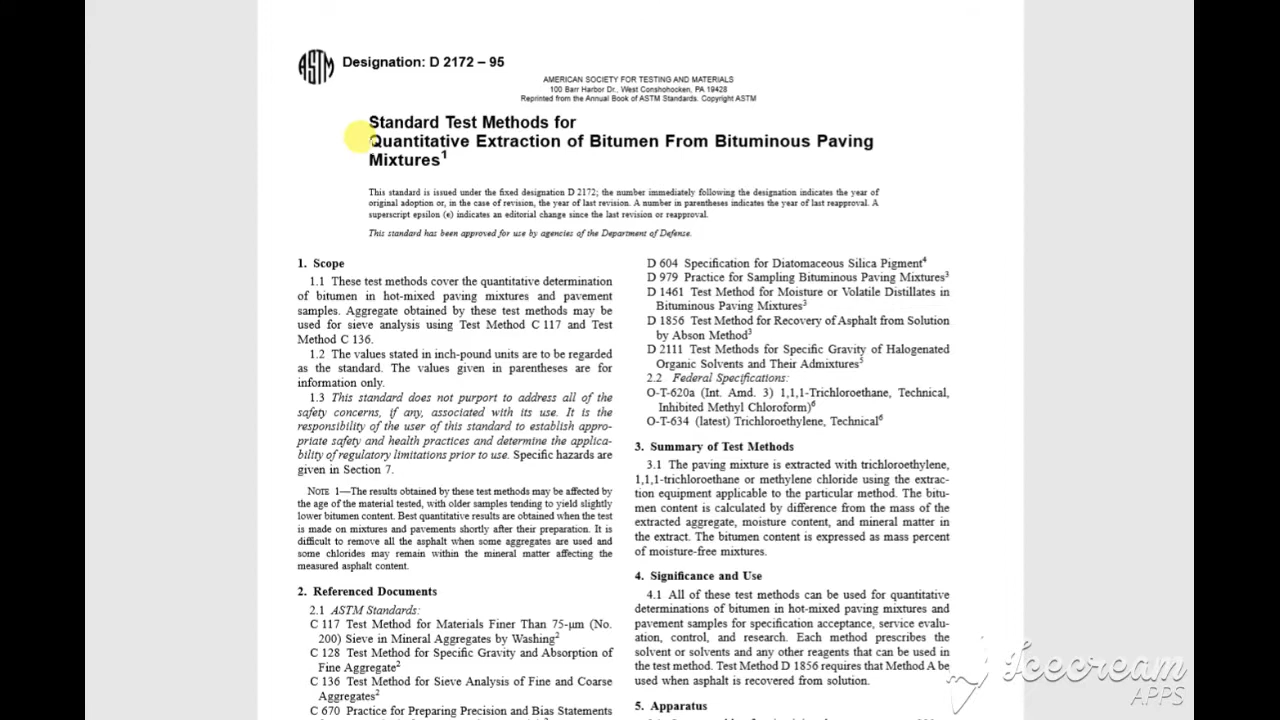 ASTM
Designation: D 2172 – 95
AMERICAN SOCIETY FOR TESTING AND MATERIALS
100 Barr Harbor Dr., West Conshohocken, PA 19428
Reprinted from the Annual Book of ASTM Standards. Copyright ASTM
Standard Test Methods for
Quantitative Extraction of Bitumen From Bituminous Paving
Mixtures1
This standard is issued under the fixed designation D 2172; the number immediately following the designation indicates the year of
original adoption or, in the case of revision, the year of last revision. A number in parentheses indicates the year of last reapproval. A
superscript epsilon (e) indicates an editorial change since the last revision or reapproval.
This standard has been approved for use by agencies of the Department of Defense.
1. Scope
1.1 These test methods cover the quantitative determination
of bitumen in hot-mixed paving mixtures and pavement
samples. Aggregate obtained by these test methods may be
used for sieve analysis using Test Method C 117 and Test
Method C 136.
1.2 The values stated in inch-pound units are to be regarded
as the standard. The values given in parentheses are for
information only.
1.3 This standard does not purport to address all of the
safety concerns, if any, associated with its use. It is the
responsibility of the user of this standard to establish appro-
priate safety and health practices and determine the applica-
bility of regulatory limitations prior to use. Specific hazards are
given in Section 7.
NOTE 1—The results obtained by these test methods may be affected by
the age of the material tested, with older samples tending to yield slightly
lower bitumen content. Best quantitative results are obtained when the test
is made on mixtures and pavements shortly after their preparation. It is
difficult to remove all the asphalt when some aggregates are used and
some chlorides may remain within the mineral matter affecting the
measured asphalt content.
2. Referenced Documents
2.1 ASTM Standards:
C 117 Test Method for Materials Finer Than 75-µm (No.
200) Sieve in Mineral Aggregates by Washing2
C 128 Test Method for Specific Gravity and Absorption of
Fine Aggregate2
C 136 Test Method for Sieve Analysis of Fine and Coarse
Aggregates2
C 670 Practice for Preparing Precision and Bias Statements
D 604 Specification for Diatomaceous Silica Pigment4
D 979 Practice for Sampling Bituminous Paving Mixtures3
D 1461 Test Method for Moisture or Volatile Distillates in
Bituminous Paving Mixtures3
D 1856 Test Method for Recovery of Asphalt from Solution
by Abson Method3
D 2111 Test Methods for Specific Gravity of Halogenated
Organic Solvents and Their Admixtures5
2.2 Federal Specifications:
O-T-620a (Int. Amd. 3) 1,1,1-Trichloroethane, Technical,
Inhibited Methyl Chloroform)6
O-T-634 (latest) Trichloroethylene, Technical6
3. Summary of Test Methods
3.1 The paving mixture is extracted with trichloroethylene,
1,1,1-trichloroethane or methylene chloride using the extrac-
tion equipment applicable to the particular method. The bitu-
men content is calculated by difference from the mass of the
extracted aggregate, moisture content, and mineral matter in
the extract. The bitumen content is expressed as mass percent
of moisture-free mixtures.
4. Significance and Use
4.1 All of these test methods can be used for quantitative
determinations of bitumen in hot-mixed paving mixtures and
pavement samples for specification acceptance, service evalu-
ation, control, and research. Each method prescribes the
solvent or solvents and any other reagents that can be used in
the test method. Test Method D 1856 requires that Method A be
used when asphalt is recovered from solution.
5. Apparatus
Icecream
APPS